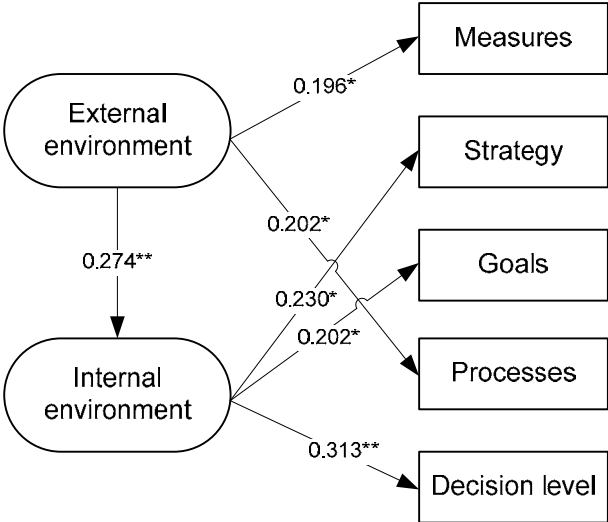 Measures
0.196*
External
environment
Strategy
0.202*
0.274**
Goals
0.230*
0.202*
Internal
environment
Processes
0.313**
Decision level